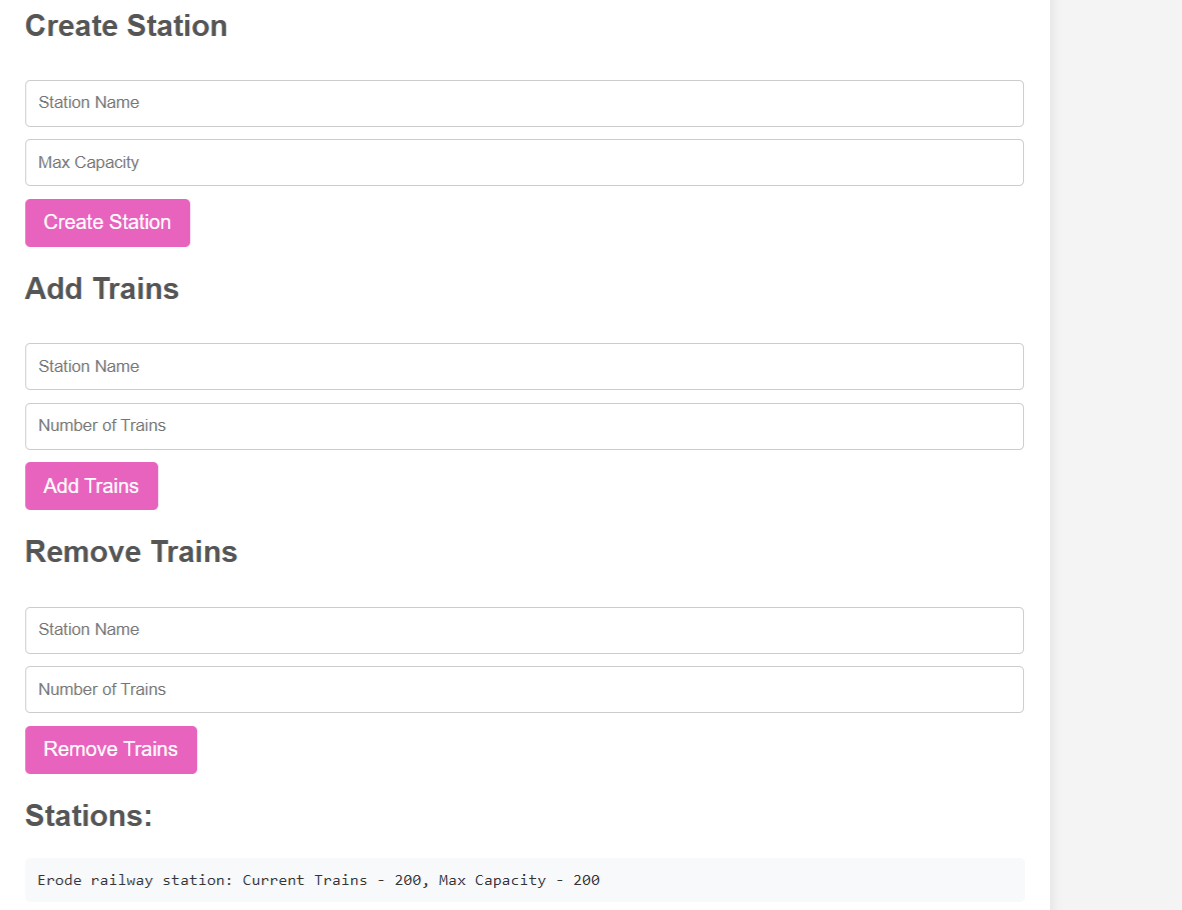 Create Station
Station Name
Max Capacity
Create Station
Add Trains
Station Name
Number of Trains
Add Trains
Remove Trains
Station Name
Number of Trains
Remove Trains
Stations:
Erode railway station: Current Trains - 200, Max Capacity - 200